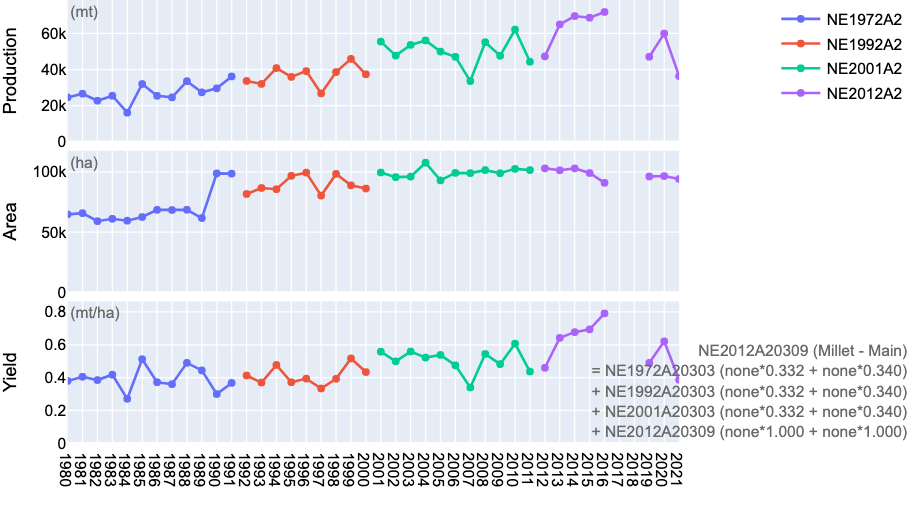 (mt)
Production
60k
40k
20k
0
NE1972A2
NE1992A2
NE2001A2
NE2012A2
(ha)
Area
100k
50k
0
(mt/ha)
Yield
0.8
0.6
0.4
0.2
0
NE2012A20309 (Millet - Main)
= NE1972A20303 (none*0.332 + none*0.340)
+ NE1992A20303 (none*0.332 + none*0.340)
+ NE2001A20303 (none*0.332 + none*0.340)
+ NE2012A20309 (none*1.000 + none*1.000)
1980
1981
1982
1983
1984
1985
1986
1987
1988
1989
1990
1991
1992
1993
1994
1995
1996
1997
1998
1999
2000
2001
2002
2003
2004
2005
2006
2007
2008
2009
2010
2011
2012
2013
2014
2015
2016
2018
2019
2020
2021